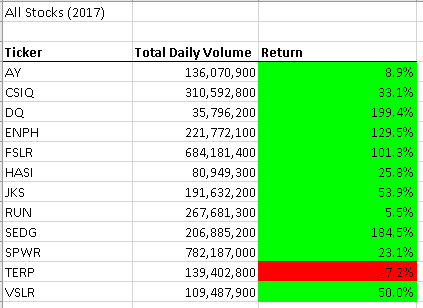 All Stocks (2017)
Ticker Total Daily Volume Return
AY 136,070,900 8.9%
CSIQ 310,592,800 33.1%
DQ 35,796,200 199.4%
ENPH 221,772,100 129.5%
FSLR 684,181,400 101.3%
HASI 80,949,300 25.8%
JKS 191,632,200 53.9%
RUN 267,681,300 5.5%
SEDG 206,885,200 184.5%
SPWR 782,187,000 23.1%
TERP 139,402,800 -7.2%
VSLR 109,487,900 50.0%